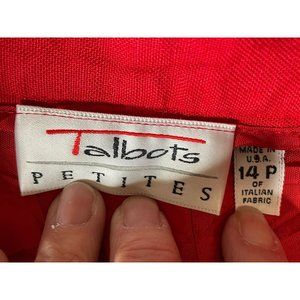 Talbots
PETITES
MADE IN
U.S.A.
14 P
OF
ITALIAN
FABRIC